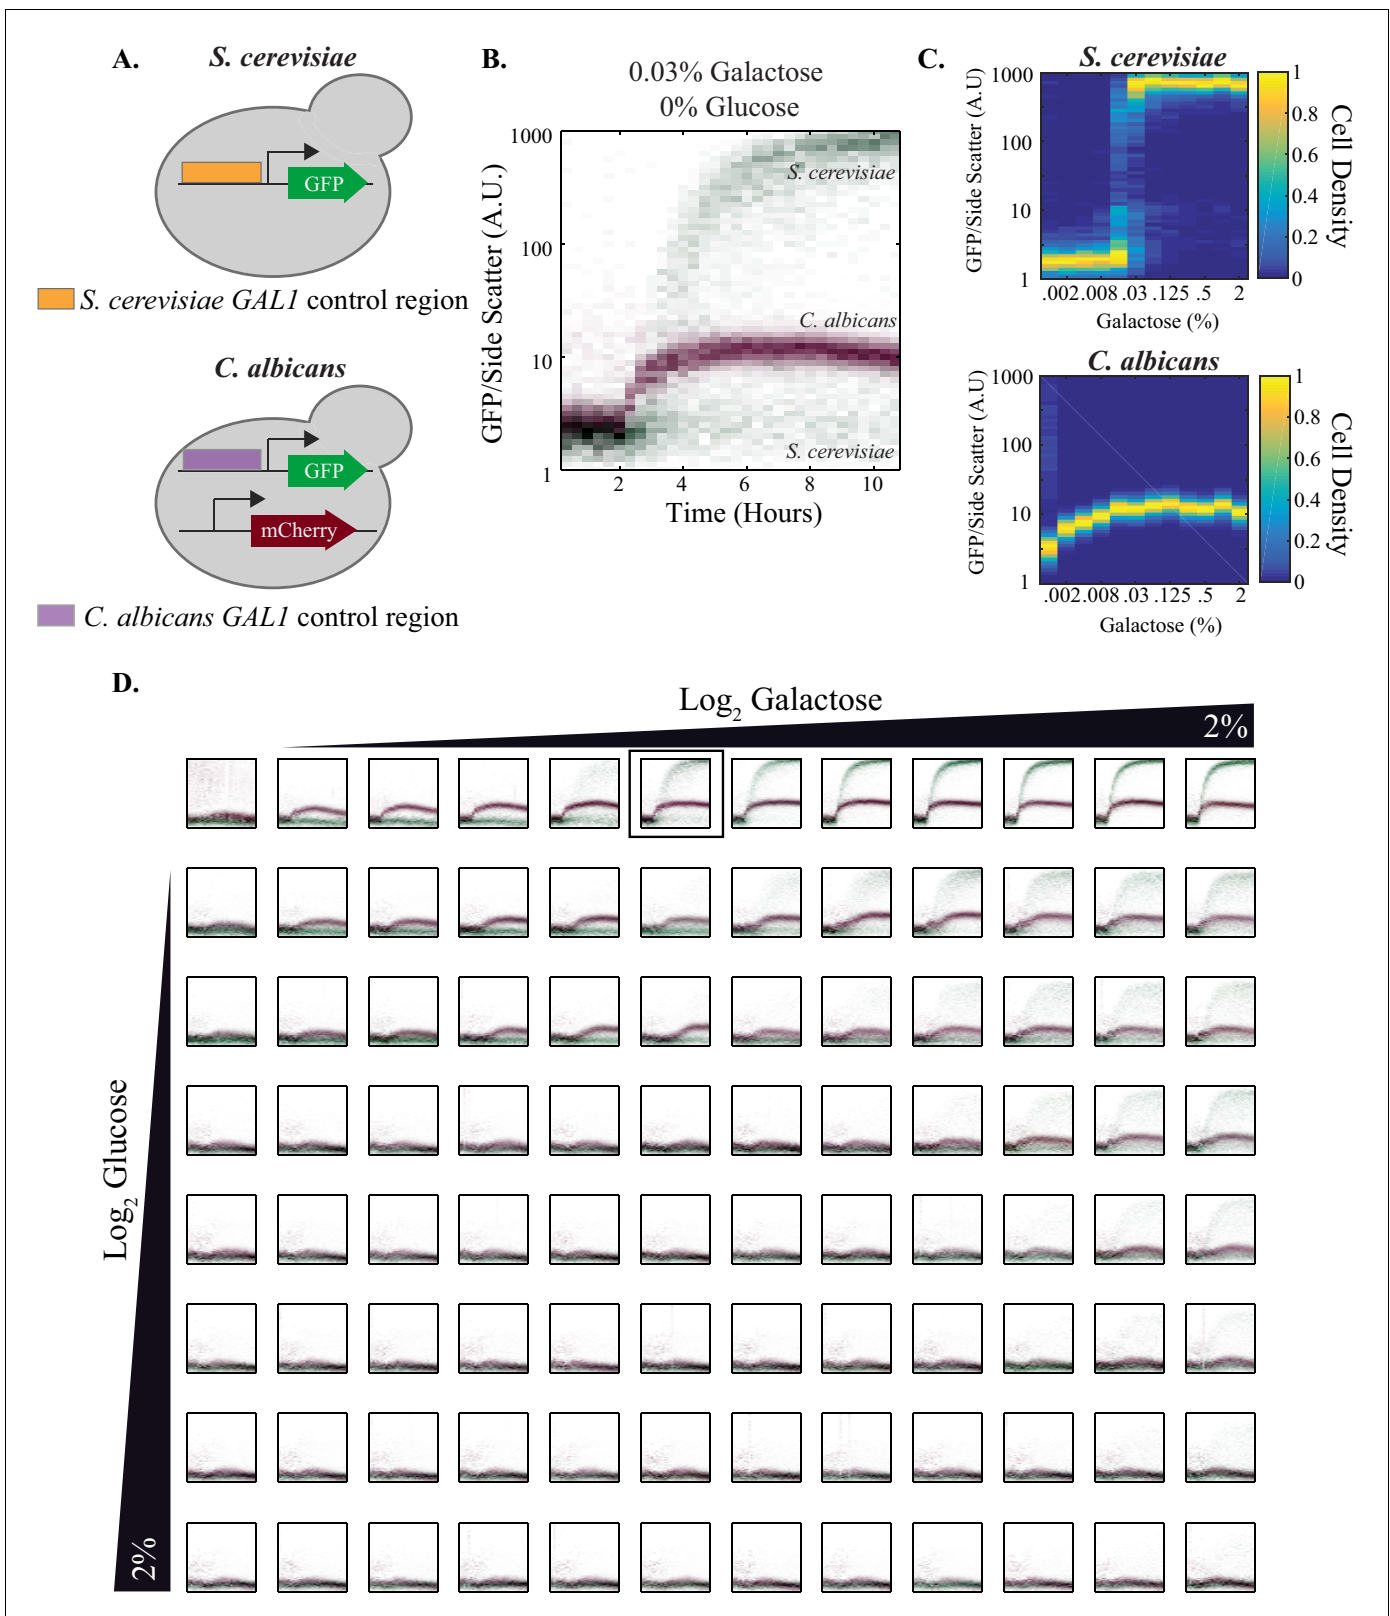 A.
S. cerevisiae
GFP
S. cerevisiae GAL1 control region
C. albicans
GFP
mCherry
C. albicans GAL1 control region
B.
0.03% Galactose
0% Glucose
GFP/Side Scatter (A.U.)
1000
100
10
1
S. cerevisiae
C. albicans
S. cerevisiae
2 4 6 8 10
Time (Hours)
C.
S. cerevisiae
GFP/Side Scatter (A.U)
1000
100
10
1
.002 .008 .03 .125 .5 2
Galactose (%)
1
0.8
0.6
0.4
0.2
0
Cell Density
C. albicans
GFP/Side Scatter (A.U)
1000
100
10
1
.002 .008 .03 .125 .5 2
Galactose (%)
1
0.8
0.6
0.4
0.2
0
Cell Density
D.
Log2 Galactose
2%
Log2 Glucose
2%